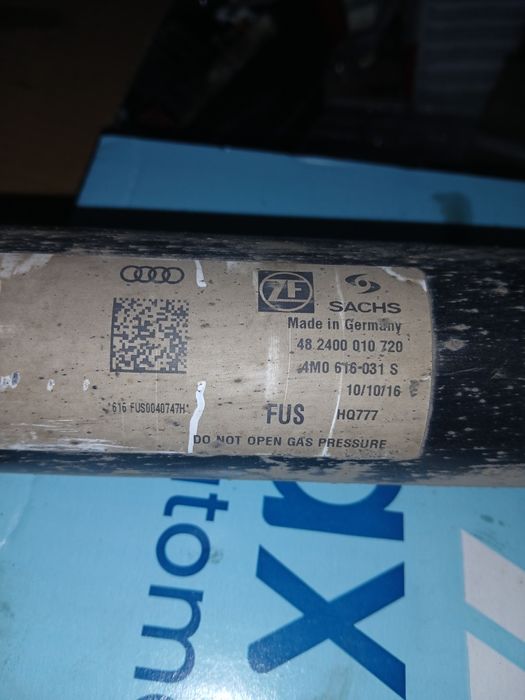 ZF
SACHS
Made in Germany
48 2400 010 720
4M0 616-031 S
10/10/16
FUS HQ777
*616 FUS0040747H*
DO NOT OPEN GAS PRESSURE